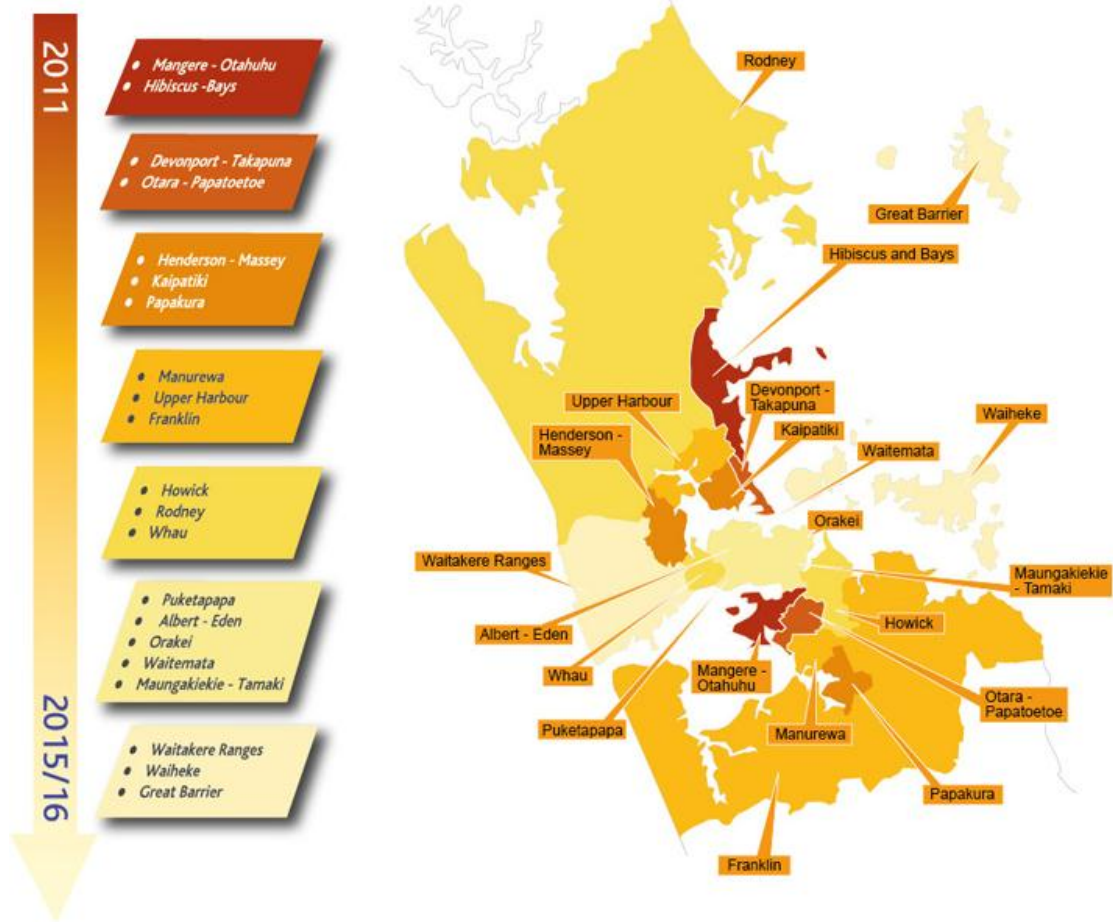 2011
Mangere - Otahuhu
Hibiscus -Bays
Devonport - Takapuna
Otara - Papatoetoe
Henderson - Massey
Kaipatiki
Papakura
Manurewa
Upper Harbour
Franklin
Howick
Rodney
Whau
Puketapapa
Albert - Eden
Orakei
Waitemata
Maungakiekie - Tamaki
Waitakere Ranges
Waiheke
Great Barrier
2015/16
Rodney
Great Barrier
Hibiscus and Bays
Upper Harbour
Devonport -
Takapuna
Waiheke
Henderson -
Massey
Kaipatiki
Waitemata
Orakei
Waitakere Ranges
Maungakiekie
- Tamaki
Albert - Eden
Howick
Whau
Mangere -
Otahuhu
Otara -
Papatoetoe
Puketapapa
Manurewa
Papakura
Franklin